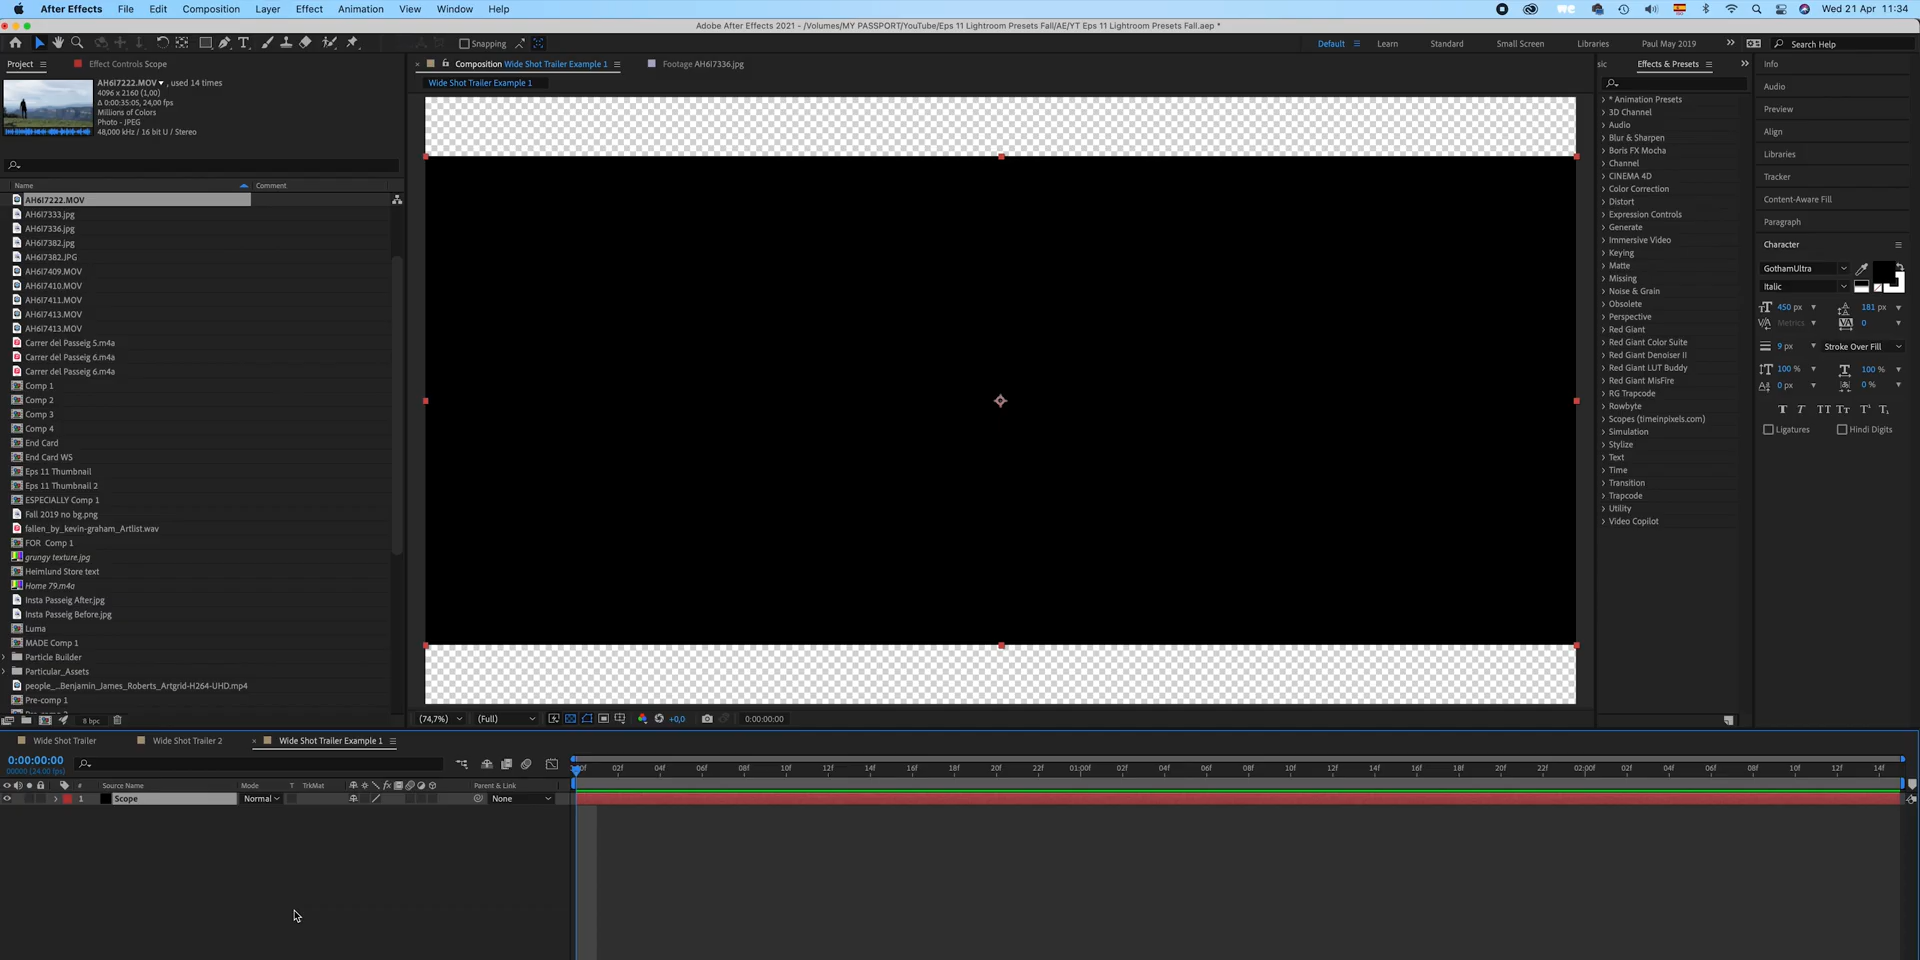 After Effects File Edit Composition Layer Effect Animation View Window Help
Wed 21 Apr 11:34
Adobe After Effects 2021 - /Volumes/MY PASSPORT/YouTube/Eps 11 Lightroom Presets Fall/AE/YT Eps 11 Lightroom Presets Fall.aep *
Snapping
Default Learn Standard Small Screen Libraries Paul May 2019 Search Help
Project Effect Controls Scope
Composition Wide Shot Trailer Example 1 Footage AH6I7336.jpg
Wide Shot Trailer Example 1
AH6I7222.MOV , used 14 times
4096 x 2160 (1,00)
Δ 0:00:35:05, 24,00 fps
Millions of Colors
Photo - JPEG
48,000 kHz / 16 bit U / Stereo
Name Comment
AH6I7222.MOV
AH6I7333.jpg
AH6I7336.jpg
AH6I7382.jpg
AH6I7382.JPG
AH6I7409.MOV
AH6I7410.MOV
AH6I7411.MOV
AH6I7413.MOV
AH6I7413.MOV
Carrer del Passeig 5.m4a
Carrer del Passeig 6.m4a
Carrer del Passeig 6.m4a
Comp 1
Comp 2
Comp 3
Comp 4
End Card
End Card WS
Eps 11 Thumbnail
Eps 11 Thumbnail 2
ESPECIALLY Comp 1
Fall 2019 no bg.png
fallen_by_kevin-graham_Artlist.wav
FOR Comp 1
grungy texture.jpg
Heimlund Store text
Home 79.m4a
Insta Passeig After.jpg
Insta Passeig Before.jpg
Luma
MADE Comp 1
Particle Builder
Particular_Assets
people_...Benjamin_James_Roberts_Artgrid-H264-UHD.mp4
Pre-comp 1
8 bpc
(74,7%) (Full) +0,0 0:00:00:00
sic Effects & Presets
* Animation Presets
3D Channel
Audio
Blur & Sharpen
Boris FX Mocha
Channel
CINEMA 4D
Color Correction
Distort
Expression Controls
Generate
Immersive Video
Keying
Matte
Missing
Noise & Grain
Obsolete
Perspective
Red Giant
Red Giant Color Suite
Red Giant Denoiser II
Red Giant LUT Buddy
Red Giant MisFire
RG Trapcode
Rowbyte
Scopes (timeinpixels.com)
Simulation
Stylize
Text
Time
Transition
Trapcode
Utility
Video Copilot
Info
Audio
Preview
Align
Libraries
Tracker
Content-Aware Fill
Paragraph
Character
GothamUltra
Italic
450 px 181 px
Metrics 0
9 px Stroke Over Fill
100 % 100 %
0 px 0 %
T T TT Tт T¹ T₁
Ligatures Hindi Digits
Wide Shot Trailer Wide Shot Trailer 2 Wide Shot Trailer Example 1
0:00:00:00
00000 (24.00 fps)
:00f 02f 04f 06f 08f 10f 12f 14f 16f 18f 20f 22f 01:00f 02f 04f 06f 08f 10f 12f 14f 16f 18f 20f 22f 02:00f 02f 04f 06f 08f 10f 12f 14f
# Source Name Mode T TrkMat fx Parent & Link
1 Scope Normal None